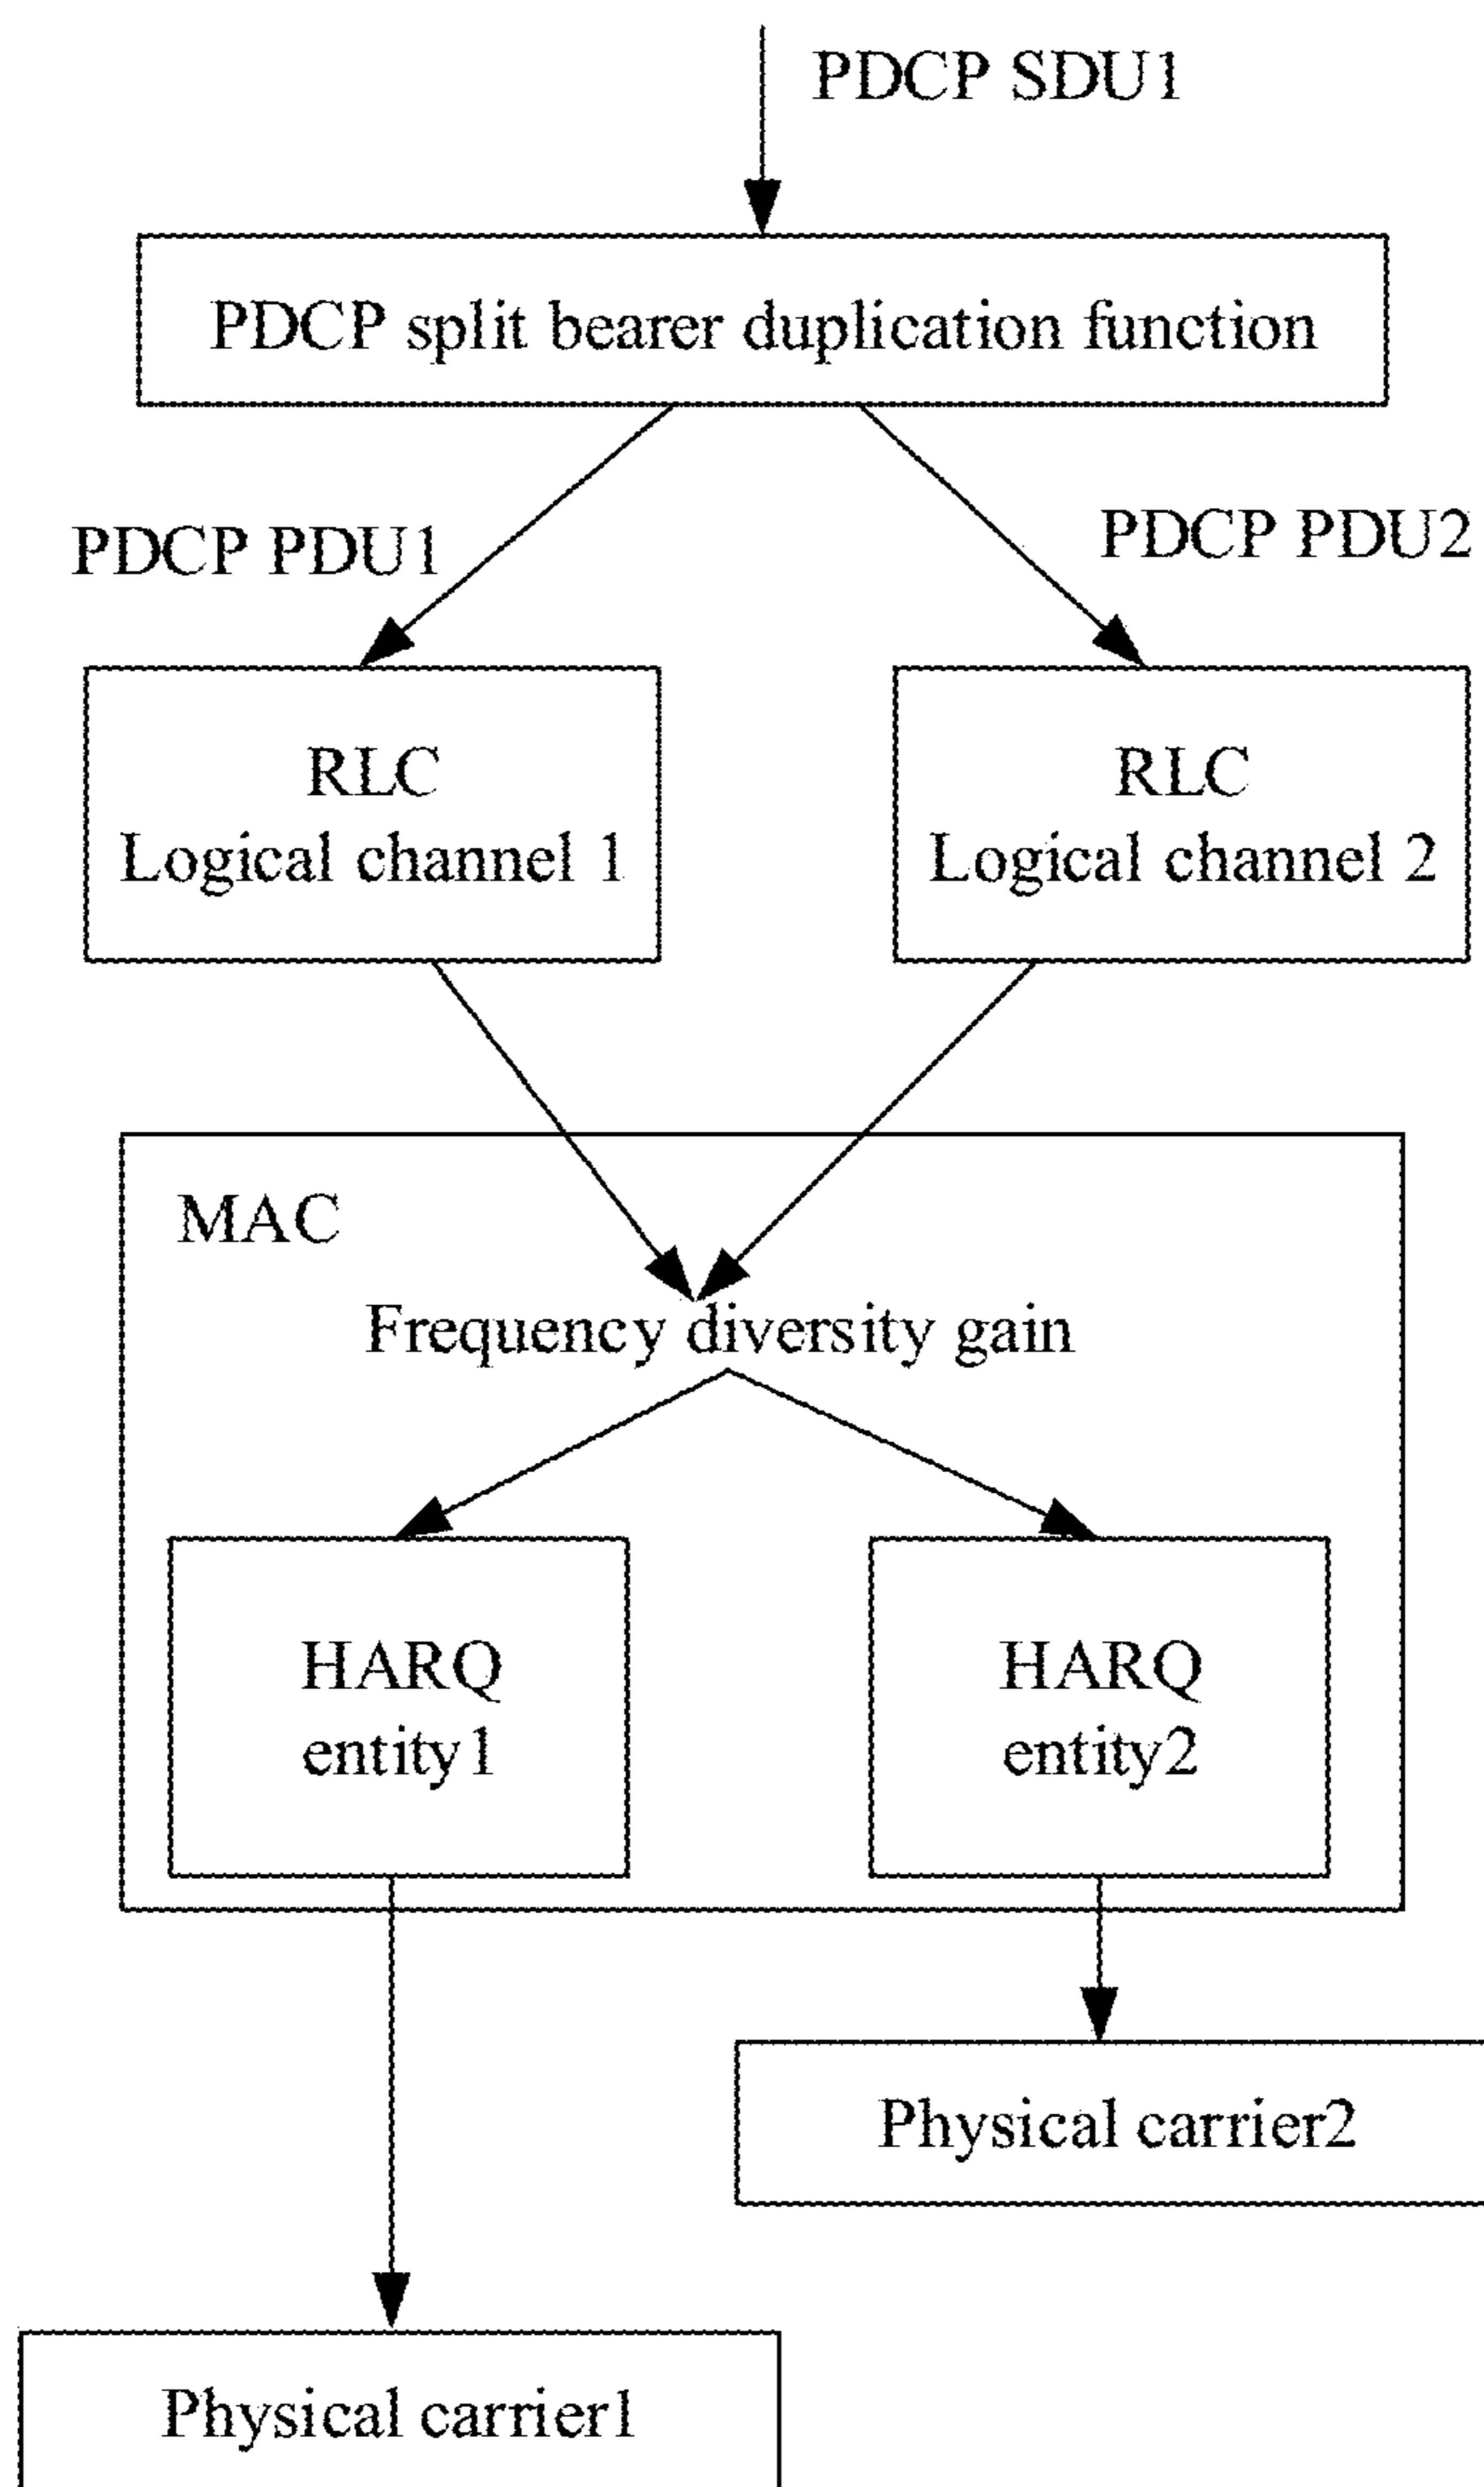 PDCP SDU1
PDCP split bearer duplication function
PDCP PDU1
PDCP PDU2
RLC
Logical channel 1
RLC
Logical channel 2
MAC
Frequency diversity gain
HARQ
entity1
HARQ
entity2
Physical carrier2
Physical carrier1